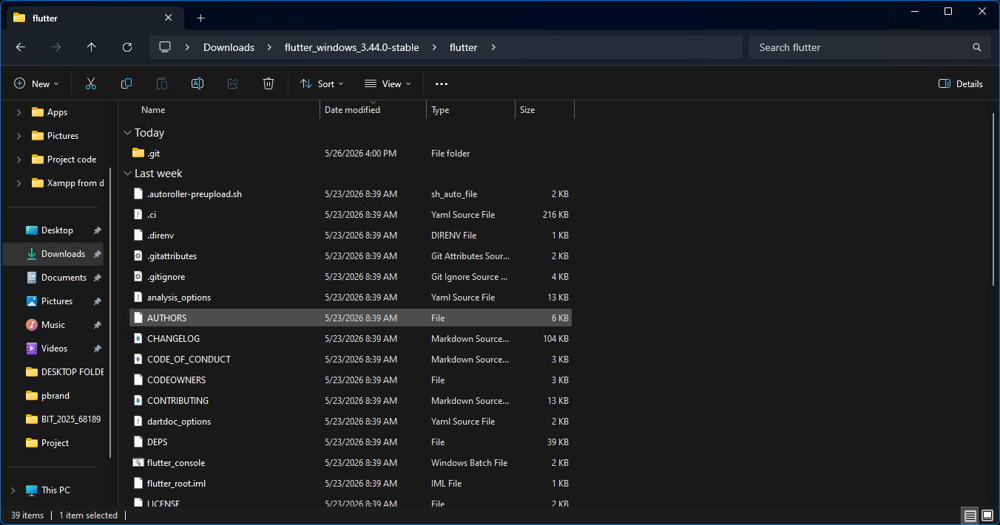 flutter
Downloads flutter_windows_3.44.0-stable flutter
Search flutter
New Sort View Details
Apps
Pictures
Project code
Xampp from d
Desktop
Downloads
Documents
Pictures
Music
Videos
DESKTOP FOLDE
pbrand
BIT_2025_68189
Project
This PC
Name Date modified Type Size
Today
.git 5/26/2026 4:00 PM File folder
Last week
.autoroller-preupload.sh 5/23/2026 8:39 AM sh_auto_file 2 KB
.ci 5/23/2026 8:39 AM Yaml Source File 216 KB
.direnv 5/23/2026 8:39 AM DIRENV File 1 KB
.gitattributes 5/23/2026 8:39 AM Git Attributes Sour... 2 KB
.gitignore 5/23/2026 8:39 AM Git Ignore Source ... 4 KB
analysis_options 5/23/2026 8:39 AM Yaml Source File 13 KB
AUTHORS 5/23/2026 8:39 AM File 6 KB
CHANGELOG 5/23/2026 8:39 AM Markdown Source... 104 KB
CODE_OF_CONDUCT 5/23/2026 8:39 AM Markdown Source... 3 KB
CODEOWNERS 5/23/2026 8:39 AM File 3 KB
CONTRIBUTING 5/23/2026 8:39 AM Markdown Source... 13 KB
dartdoc_options 5/23/2026 8:39 AM Yaml Source File 2 KB
DEPS 5/23/2026 8:39 AM File 39 KB
flutter_console 5/23/2026 8:39 AM Windows Batch File 2 KB
flutter_root.iml 5/23/2026 8:39 AM IML File 1 KB
LICENSE 5/23/2026 8:39 AM File 2 KB
39 items 1 item selected